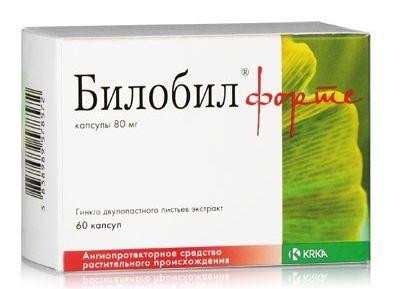 Билобил® форте
капсулы 80 мг
Гинкго двулопастного листьев экстракт
60 капсул
Ангиопротекторное средство
растительного происхождения
KRKA